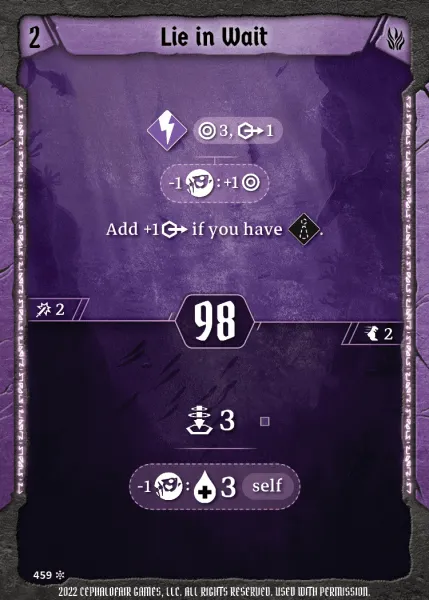 2
Lie in Wait
3, 1
-1 : +1
Add +1 if you have .
2
98
2
3
-1 : 3 self
459
2022 CEPHALOFAIR GAMES, LLC. ALL RIGHTS RESERVED. USED WITH PERMISSION.